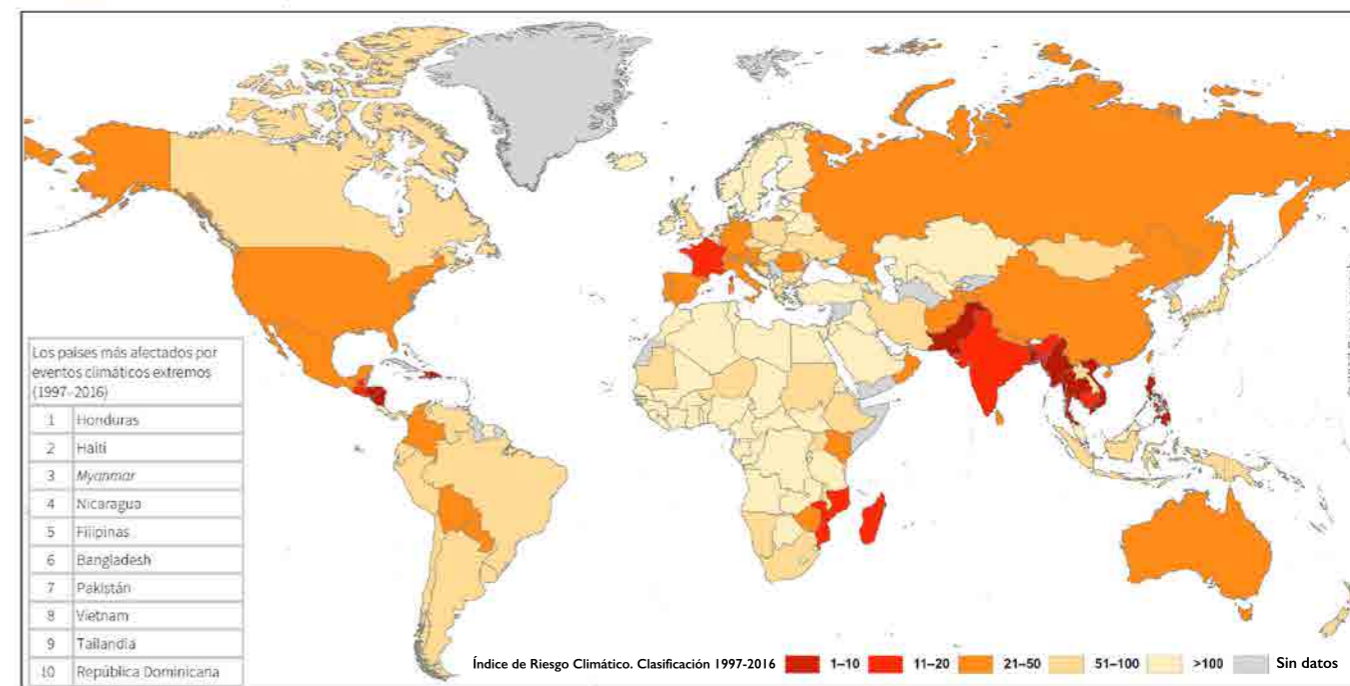 Los países más afectados por
eventos climáticos extremos
(1997–2016)
1 Honduras
2 Haití
3 Myanmar
4 Nicaragua
5 Filipinas
6 Bangladesh
7 Pakistán
8 Vietnam
9 Tailandia
10 República Dominicana
Índice de Riesgo Climático. Clasificación 1997-2016 1–10 11–20 21–50 51–100 >100 Sin datos